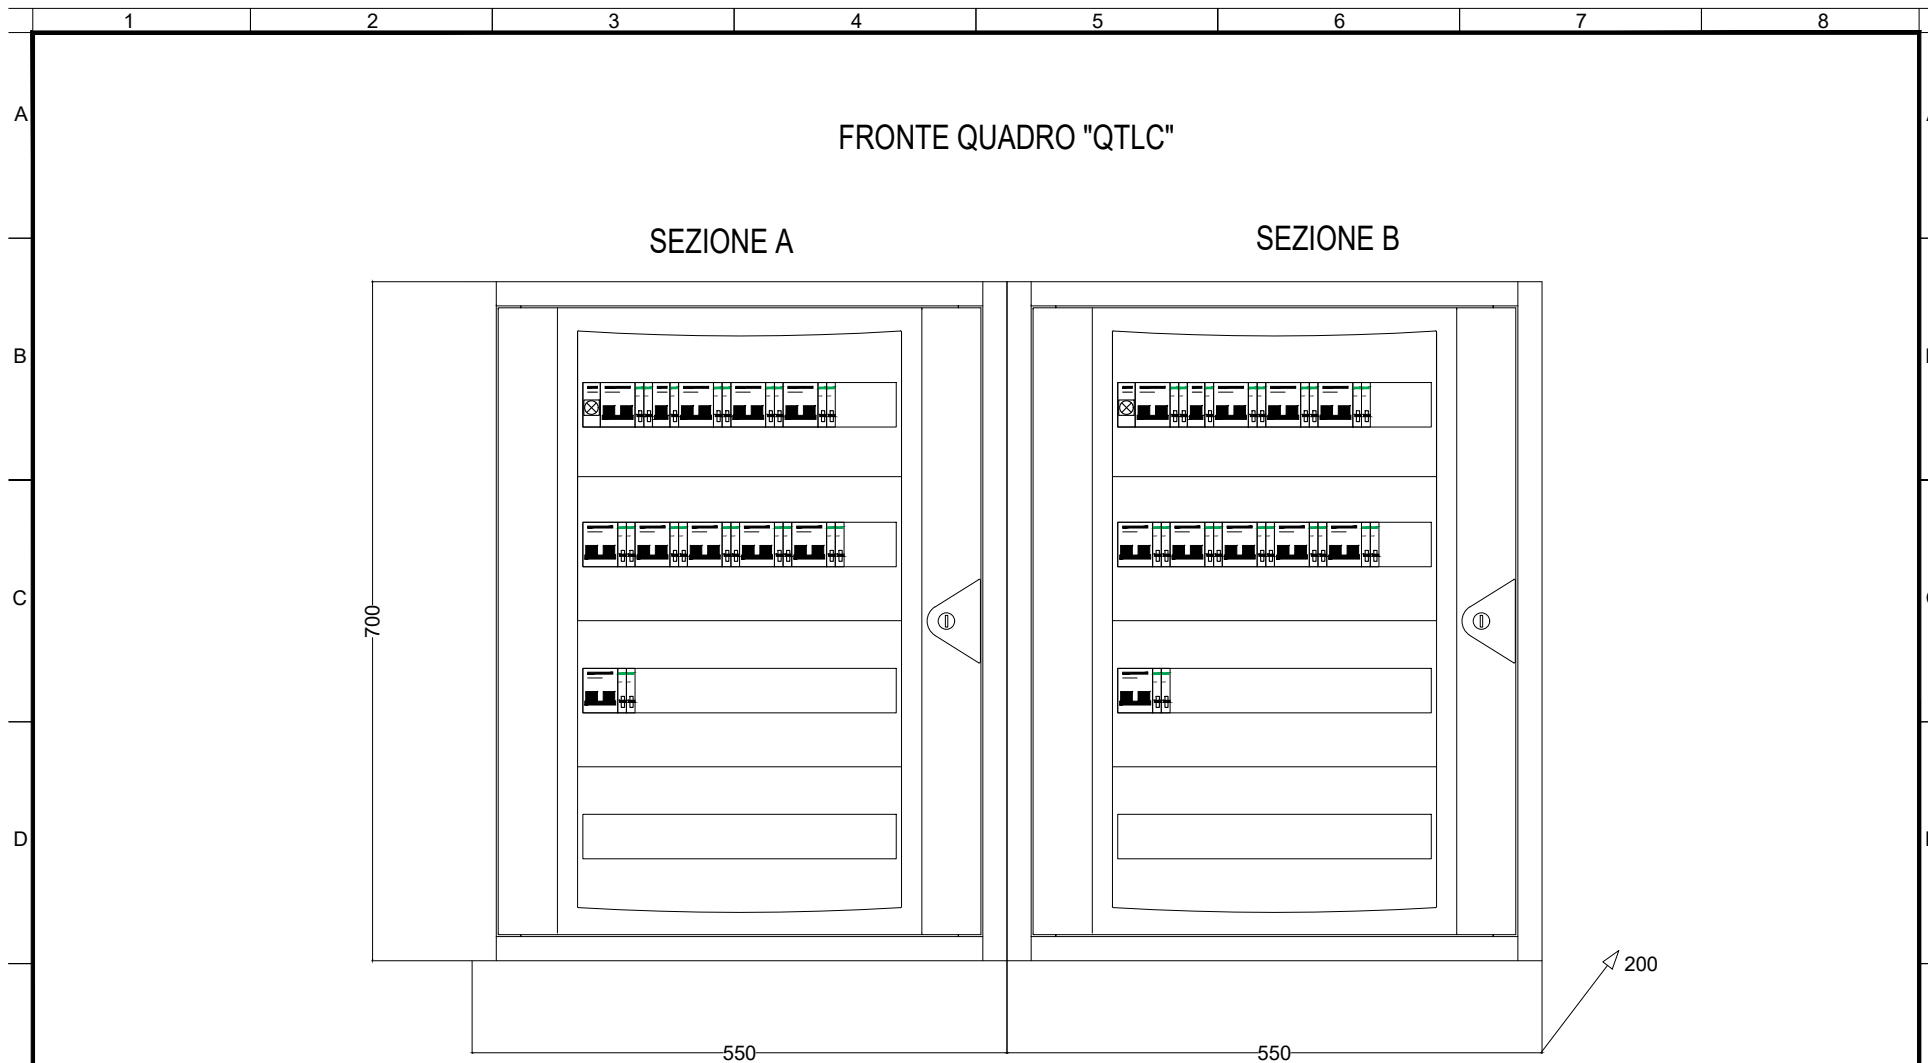 1 2 3 4 5 6 7 8
A
FRONTE QUADRO "QTLC"
SEZIONE A SEZIONE B
B
700
C
D
200
550 550